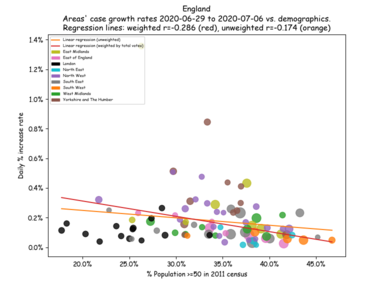 England
Areas' case growth rates 2020-06-29 to 2020-07-06 vs. demographics.
Regression lines: weighted r=-0.286 (red), unweighted r=-0.174 (orange)
1.4%
1.2%
1.0%
0.8%
0.6%
0.4%
0.2%
0.0%
Daily % increase rate
Linear regression (unweighted)
Linear regression (weighted by total votes)
East Midlands
East of England
London
North East
North West
South East
South West
West Midlands
Yorkshire and The Humber
20.0%
25.0%
30.0%
35.0%
40.0%
45.0%
% Population >=50 in 2011 census